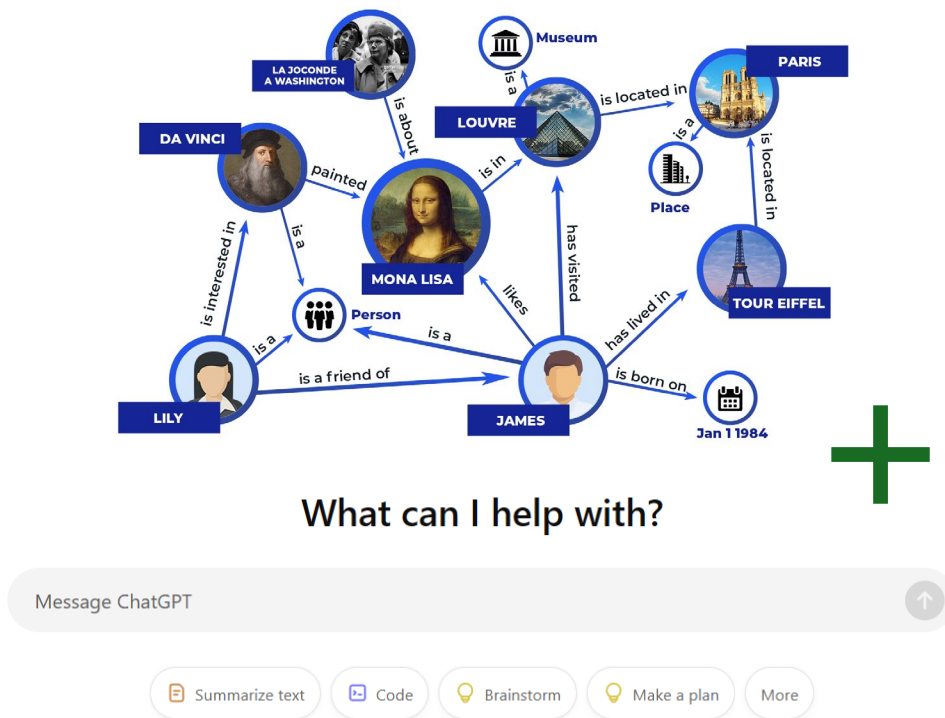 Museum
LA JOCONDE
A WASHINGTON
PARIS
is a
is located in
is about
LOUVRE
is a
DA VINCI
painted
is in
is located in
Place
is a
MONA LISA
has visited
is interested in
likes
TOUR EIFFEL
Person
has lived in
is a
is a
is a friend of
is born on
LILY
JAMES
Jan 1 1984
What can I help with?
Message ChatGPT
Summarize text
Code
Brainstorm
Make a plan
More